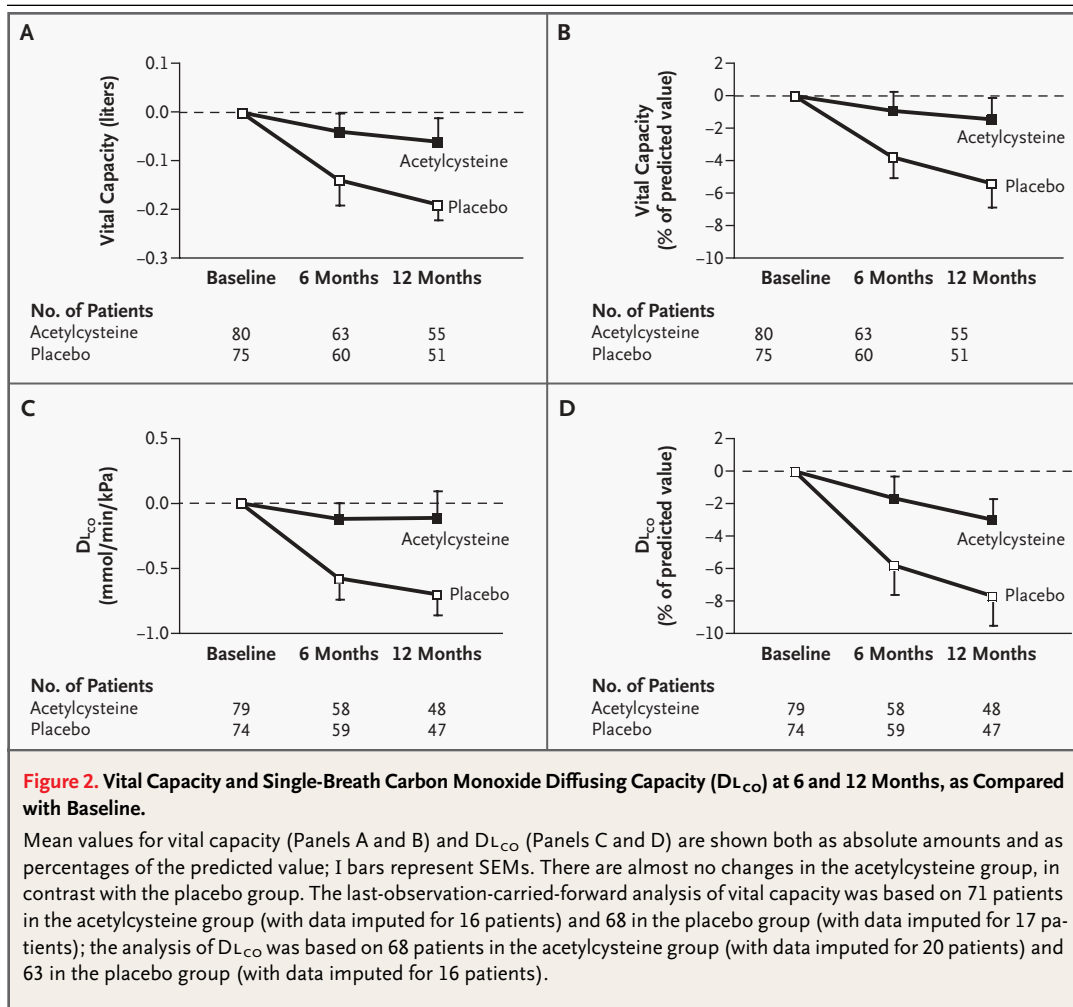 A
Vital Capacity (liters)
0.1
0.0
–0.1
–0.2
–0.3
Acetylcysteine
Placebo
Baseline 6 Months 12 Months
No. of Patients
Acetylcysteine 80 63 55
Placebo 75 60 51
B
Vital Capacity
(% of predicted value)
2
0
–2
–4
–6
–8
–10
Acetylcysteine
Placebo
Baseline 6 Months 12 Months
No. of Patients
Acetylcysteine 80 63 55
Placebo 75 60 51
C
DLCO
(mmol/min/kPa)
0.5
0.0
–0.5
–1.0
Acetylcysteine
Placebo
Baseline 6 Months 12 Months
No. of Patients
Acetylcysteine 79 58 48
Placebo 74 59 47
D
DLCO
(% of predicted value)
2
0
–2
–4
–6
–8
–10
Acetylcysteine
Placebo
Baseline 6 Months 12 Months
No. of Patients
Acetylcysteine 79 58 48
Placebo 74 59 47
Figure 2. Vital Capacity and Single-Breath Carbon Monoxide Diffusing Capacity (DLCO) at 6 and 12 Months, as Compared
with Baseline.
Mean values for vital capacity (Panels A and B) and DLCO (Panels C and D) are shown both as absolute amounts and as
percentages of the predicted value; I bars represent SEMs. There are almost no changes in the acetylcysteine group, in
contrast with the placebo group. The last-observation-carried-forward analysis of vital capacity was based on 71 patients
in the acetylcysteine group (with data imputed for 16 patients) and 68 in the placebo group (with data imputed for 17 pa-
tients); the analysis of DLCO was based on 68 patients in the acetylcysteine group (with data imputed for 20 patients) and
63 in the placebo group (with data imputed for 16 patients).